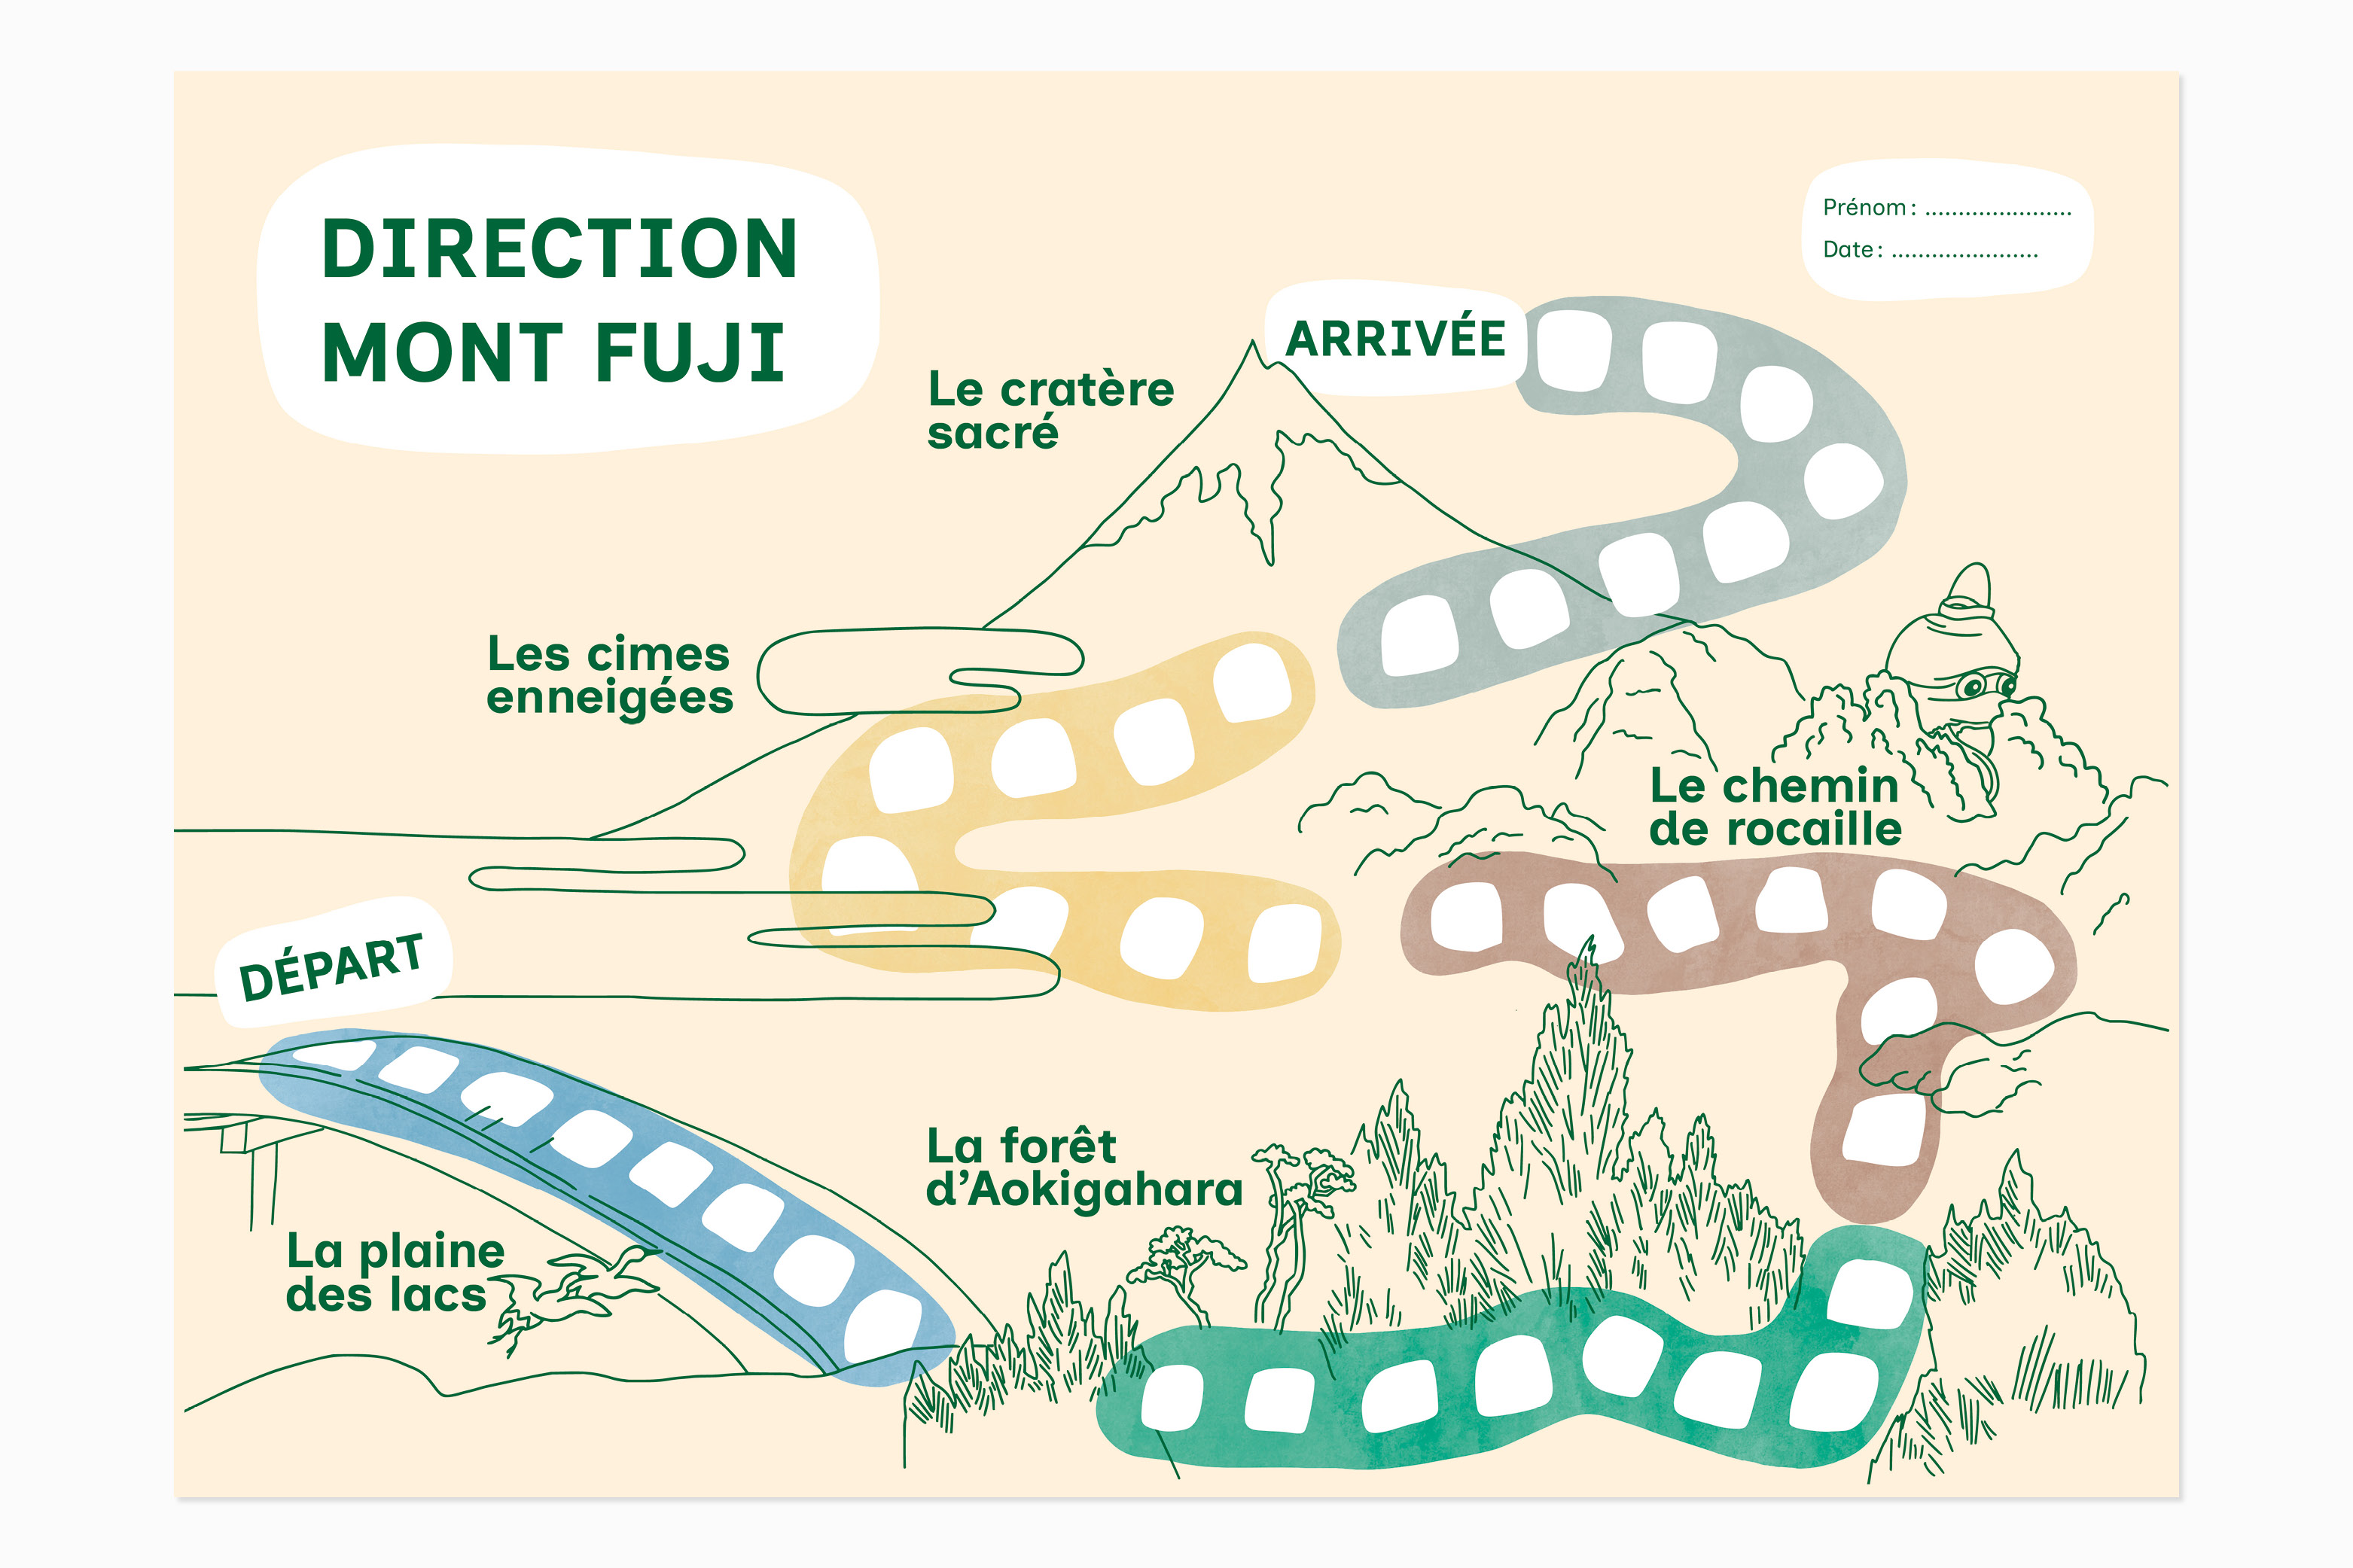 DIRECTION
MONT FUJI
Prénom : ......................
Date : ......................
ARRIVÉE
Le cratère
sacré
Les cimes
enneigées
Le chemin
de rocaille
DÉPART
La forêt
d'Aokigahara
La plaine
des lacs